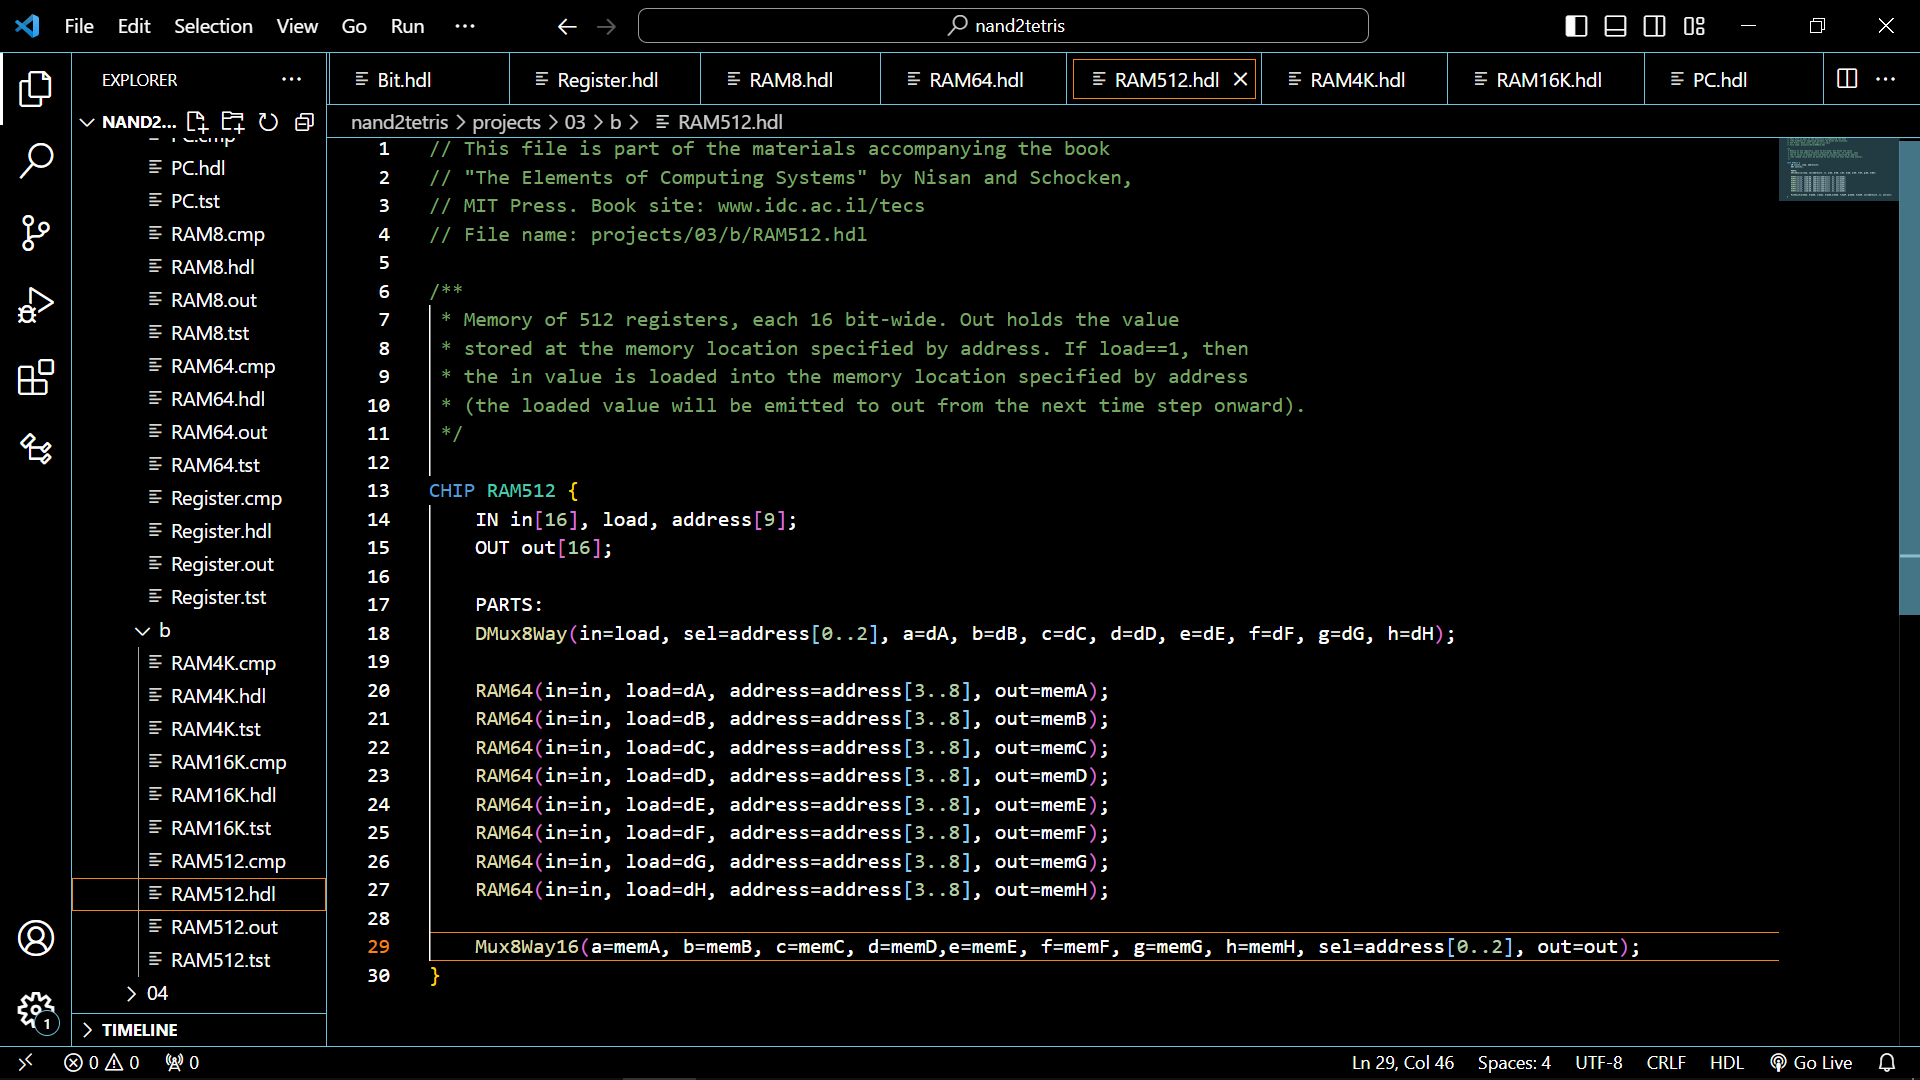 File Edit Selection View Go Run ··· nand2tetris
EXPLORER ···
NAND2...
PC.cmp
PC.hdl
PC.tst
RAM8.cmp
RAM8.hdl
RAM8.out
RAM8.tst
RAM64.cmp
RAM64.hdl
RAM64.out
RAM64.tst
Register.cmp
Register.hdl
Register.out
Register.tst
b
RAM4K.cmp
RAM4K.hdl
RAM4K.tst
RAM16K.cmp
RAM16K.hdl
RAM16K.tst
RAM512.cmp
RAM512.hdl
RAM512.out
RAM512.tst
04
TIMELINE
Bit.hdl Register.hdl RAM8.hdl RAM64.hdl RAM512.hdl RAM4K.hdl RAM16K.hdl PC.hdl ···
nand2tetris > projects > 03 > b > RAM512.hdl
1 // This file is part of the materials accompanying the book
2 // "The Elements of Computing Systems" by Nisan and Schocken,
3 // MIT Press. Book site: www.idc.ac.il/tecs
4 // File name: projects/03/b/RAM512.hdl
5
6 /**
7 * Memory of 512 registers, each 16 bit-wide. Out holds the value
8 * stored at the memory location specified by address. If load==1, then
9 * the in value is loaded into the memory location specified by address
10 * (the loaded value will be emitted to out from the next time step onward).
11 */
12
13 CHIP RAM512 {
14 IN in[16], load, address[9];
15 OUT out[16];
16
17 PARTS:
18 DMux8Way(in=load, sel=address[0..2], a=dA, b=dB, c=dC, d=dD, e=dE, f=dF, g=dG, h=dH);
19
20 RAM64(in=in, load=dA, address=address[3..8], out=memA);
21 RAM64(in=in, load=dB, address=address[3..8], out=memB);
22 RAM64(in=in, load=dC, address=address[3..8], out=memC);
23 RAM64(in=in, load=dD, address=address[3..8], out=memD);
24 RAM64(in=in, load=dE, address=address[3..8], out=memE);
25 RAM64(in=in, load=dF, address=address[3..8], out=memF);
26 RAM64(in=in, load=dG, address=address[3..8], out=memG);
27 RAM64(in=in, load=dH, address=address[3..8], out=memH);
28
29 Mux8Way16(a=memA, b=memB, c=memC, d=memD,e=memE, f=memF, g=memG, h=memH, sel=address[0..2], out=out);
30 }
1
0 0 0 Ln 29, Col 46 Spaces: 4 UTF-8 CRLF HDL Go Live